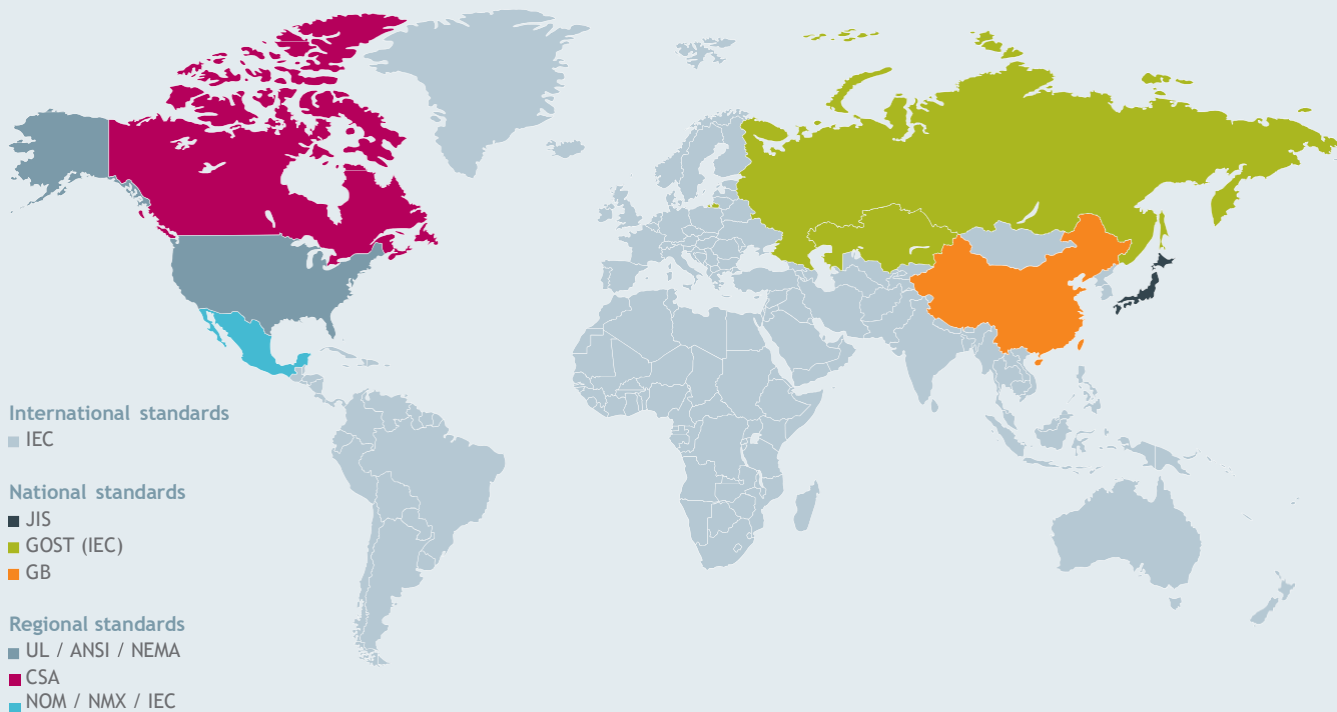 International standards
IEC
National standards
JIS
GOST (IEC)
GB
Regional standards
UL / ANSI / NEMA
CSA
NOM / NMX / IEC